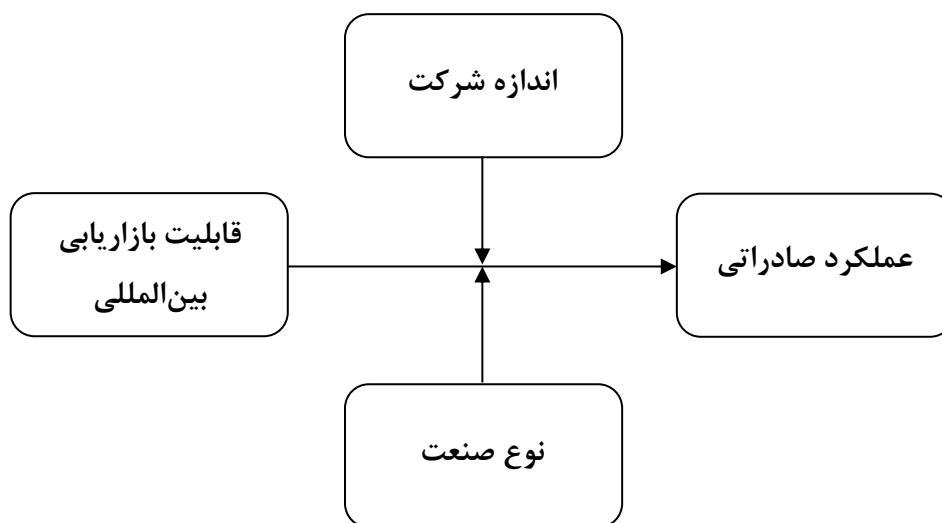 اندازه شرکت
قابلیت بازاریابی
بین‌المللی
عملکرد صادراتی
نوع صنعت